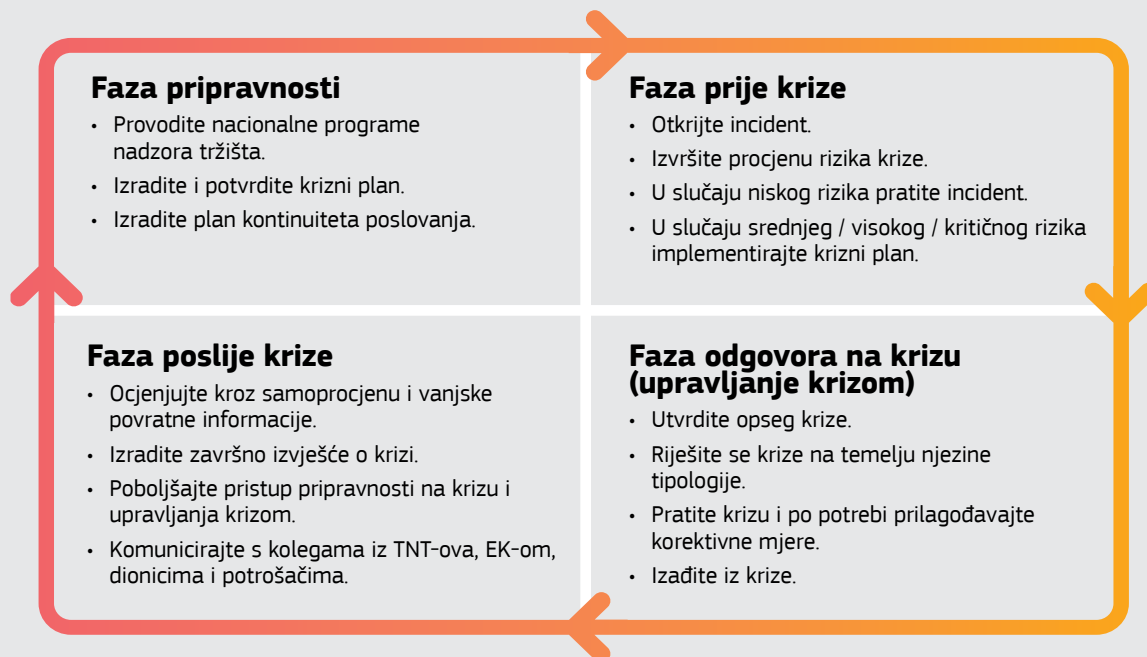 Faza pripravnosti
• Provodite nacionalne programe
nadzora tržišta.
• Izradite i potvrdite krizni plan.
• Izradite plan kontinuiteta poslovanja.
Faza prije krize
• Otkrijte incident.
• Izvršite procjenu rizika krize.
• U slučaju niskog rizika pratite incident.
• U slučaju srednjeg / visokog / kritičnog rizika
implementirajte krizni plan.
Faza poslije krize
• Ocjenjujte kroz samoprocjenu i vanjske
povratne informacije.
• Izradite završno izvješće o krizi.
• Poboljšajte pristup pripravnosti na krizu i
upravljanja krizom.
• Komunicirajte s kolegama iz TNT-ova, EK-om,
dionicima i potrošačima.
Faza odgovora na krizu
(upravljanje krizom)
• Utvrdite opseg krize.
• Riješite se krize na temelju njezine
tipologije.
• Pratite krizu i po potrebi prilagođavajte
korektivne mjere.
• Izađite iz krize.